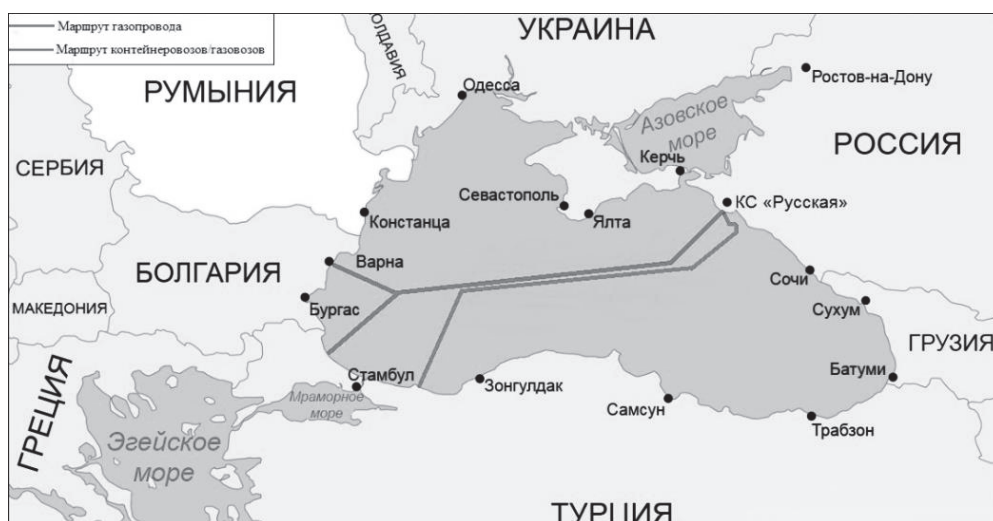 Маршрут газопровода
Маршрут контейнеровозов/газовозов
УКРАИНА
ОЛДАВИЯ
РУМЫНИЯ
Одесса
Ростов-на-Дону
Азовское
море
РОССИЯ
СЕРБИЯ
Керчь
Севастополь
КС «Русская»
Констанца
Ялта
Варна
БОЛГАРИЯ
Сочи
МАКЕДОНИЯ
Бургас
Сухум
ГРУЗИЯ
Стамбул
Батуми
Зонгулдак
Мраморное
море
Самсун
ГРЕЦИЯ
Трабзон
Эгейское
море
ТУРЦИЯ